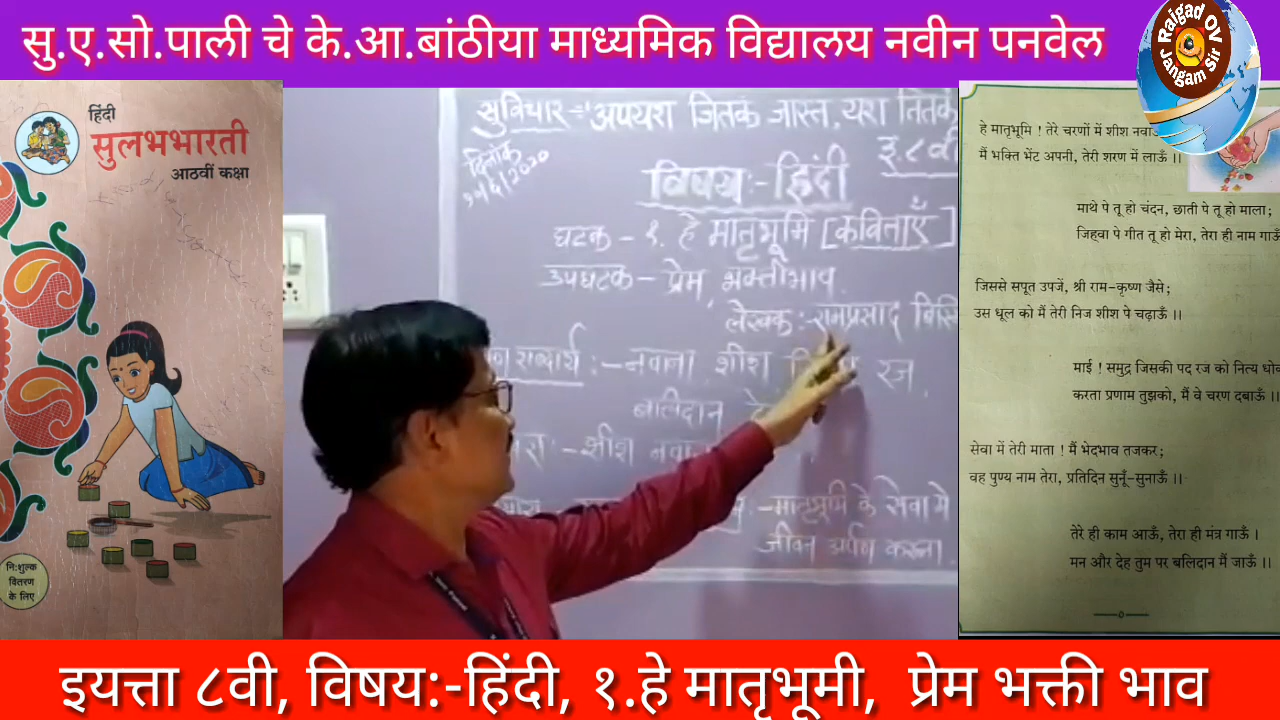 सु.ए.सो.पाली चे के.आ.बांठीया माध्यमिक विद्यालय नवीन पनवेल
Raigad OV
Jangam Sir
हिंदी
सुलभभारती
आठवीं कक्षा
नि:शुल्क
वितरण
के लिए
सुविचार = 'अपयश जितके जास्त, यश तितके
दिनांक
इ.८वी
विषय:- हिंदी
घटक - १. हे मातृभूमि [कविताएँ]
उपघटक - प्रेम, भक्तीभाव.
लेखक :- रामप्रसाद बिस्मि
शब्दार्थ :- नवाना शीश रज
बलिदान
- शीश नवाना
:- मातृभूमि के सेवा मे
जीवन अर्पण करना.
हे मातृभूमि ! तेरे चरणों में शीश नवाऊँ
मैं भक्ति भेंट अपनी, तेरी शरण में लाऊँ ।।
माथे पे तू हो चंदन, छाती पे तू हो माला;
जिह्वा पे गीत तू हो मेरा, तेरा ही नाम गाऊँ
जिससे सपूत उपजें, श्री राम-कृष्ण जैसे;
उस धूल को मैं तेरी निज शीश पे चढ़ाऊँ ।।
माई ! समुद्र जिसकी पद रज को नित्य धोक
करता प्रणाम तुझको, मैं वे चरण दबाऊँ ।।
सेवा में तेरी माता ! मैं भेदभाव तजकर;
वह पुण्य नाम तेरा, प्रतिदिन सुनूँ-सुनाऊँ ।।
तेरे ही काम आऊँ, तेरा ही मंत्र गाऊँ ।
मन और देह तुम पर बलिदान मैं जाऊँ ।।
इयत्ता ८वी, विषय:-हिंदी, १.हे मातृभूमी, प्रेम भक्ती भाव